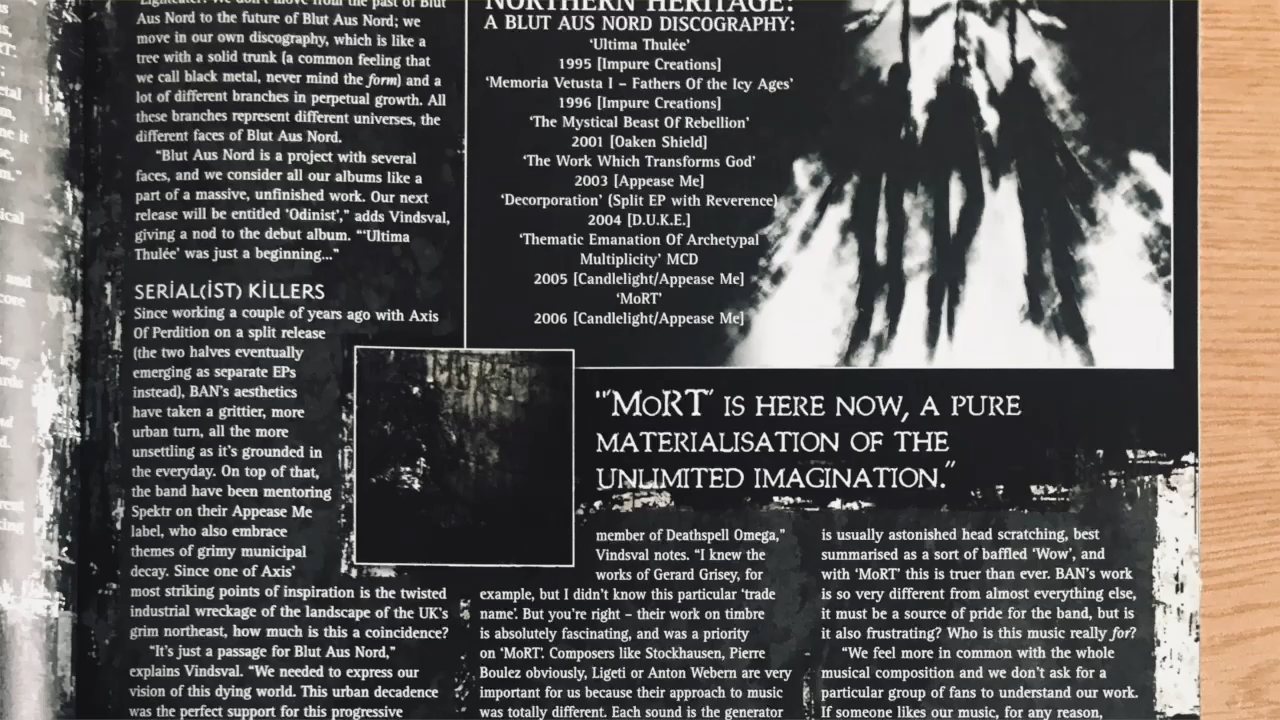 Lighteater. We don't move from the past of Blut
Aus Nord to the future of Blut Aus Nord; we
move in our own discography, which is like a
tree with a solid trunk (a common feeling that
we call black metal, never mind the form) and a
lot of different branches in perpetual growth. All
these branches represent different universes, the
different faces of Blut Aus Nord.
"Blut Aus Nord is a project with several
faces, and we consider all our albums like a
part of a massive, unfinished work. Our next
release will be entitled 'Odinist'," adds Vindsval,
giving a nod to the debut album. "'Ultima
Thulée' was just a beginning..."
SERIAL(IST) KILLERS
Since working a couple of years ago with Axis
Of Perdition on a split release
(the two halves eventually
emerging as separate EPs
instead), BAN's aesthetics
have taken a grittier, more
urban turn, all the more
unsettling as it's grounded in
the everyday. On top of that,
the band have been mentoring
Spektr on their Appease Me
label, who also embrace
themes of grimy municipal
decay. Since one of Axis'
most striking points of inspiration is the twisted
industrial wreckage of the landscape of the UK's
grim northeast, how much is this a coincidence?
"It's just a passage for Blut Aus Nord,"
explains Vindsval. "We needed to express our
vision of this dying world. This urban decadence
was the perfect support for this progressive
NORTHERN HERITAGE:
A BLUT AUS NORD DISCOGRAPHY:
'Ultima Thulée'
1995 [Impure Creations]
'Memoria Vetusta I – Fathers Of the Icy Ages'
1996 [Impure Creations]
'The Mystical Beast Of Rebellion'
2001 [Oaken Shield]
'The Work Which Transforms God'
2003 [Appease Me]
'Decorporation' (Split EP with Reverence)
2004 [D.U.K.E.]
'Thematic Emanation Of Archetypal
Multiplicity' MCD
2005 [Candlelight/Appease Me]
'MoRT'
2006 [Candlelight/Appease Me]
"'MoRT' IS HERE NOW, A PURE
MATERIALISATION OF THE
UNLIMITED IMAGINATION."
member of Deathspell Omega,"
Vindsval notes. "I knew the
works of Gerard Grisey, for
example, but I didn't know this particular 'trade
name'. But you're right – their work on timbre
is absolutely fascinating, and was a priority
on 'MoRT'. Composers like Stockhausen, Pierre
Boulez obviously, Ligeti or Anton Webern are very
important for us because their approach to music
was totally different. Each sound is the generator
is usually astonished head scratching, best
summarised as a sort of baffled 'Wow', and
with 'MoRT' this is truer than ever. BAN's work
is so very different from almost everything else,
it must be a source of pride for the band, but is
it also frustrating? Who is this music really for?
"We feel more in common with the whole
musical composition and we don't ask for a
particular group of fans to understand our work.
If someone likes our music, for any reason,